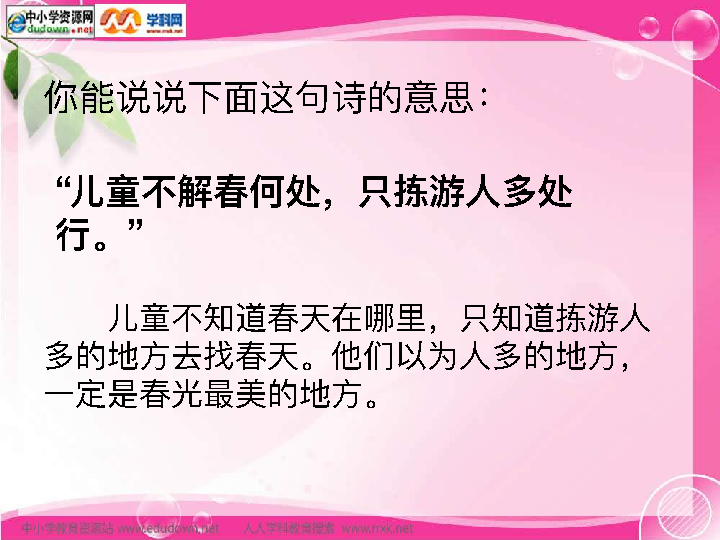 中小学资源网
edudown.net
学科网
www.nxk.net
你能说说下面这句诗的意思：
“儿童不解春何处，只拣游人多处
行。”
儿童不知道春天在哪里，只知道拣游人
多的地方去找春天。他们以为人多的地方，
一定是春光最美的地方。
中小学教育资源站 www.edudown.net 人人学科教育搜索 www.nxk.net